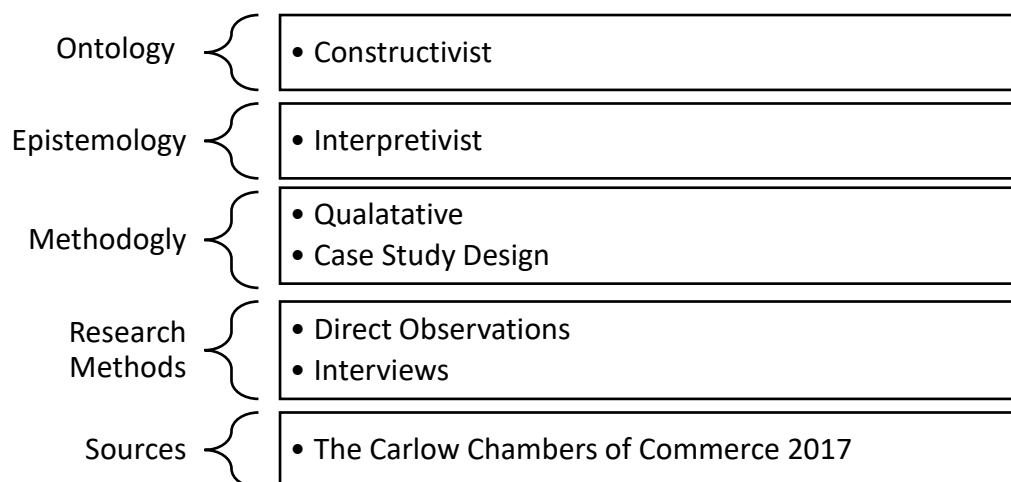 Ontology
• Constructivist
Epistemology
• Interpretivist
Methodogly
• Qualatative
• Case Study Design
Research
Methods
• Direct Observations
• Interviews
Sources
• The Carlow Chambers of Commerce 2017